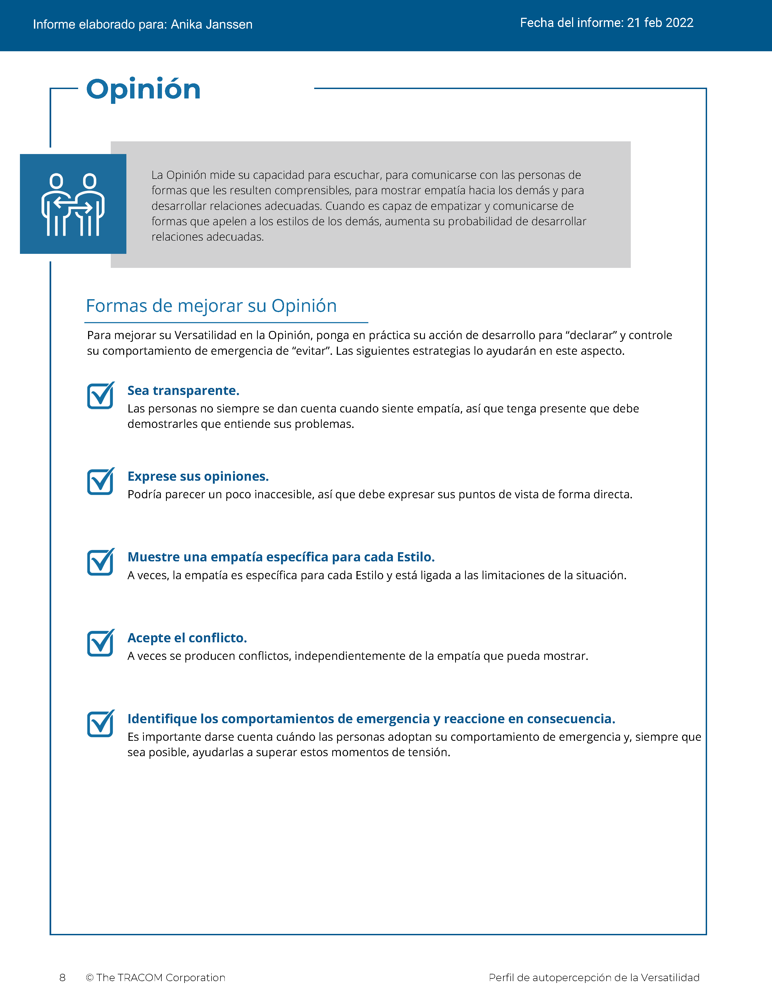 Informe elaborado para: Anika Janssen
Fecha del informe: 21 feb 2022
Opinión
La Opinión mide su capacidad para escuchar, para comunicarse con las personas de
formas que les resulten comprensibles, para mostrar empatía hacia los demás y para
desarrollar relaciones adecuadas. Cuando es capaz de empatizar y comunicarse de
formas que apelen a los estilos de los demás, aumenta su probabilidad de desarrollar
relaciones adecuadas.
Formas de mejorar su Opinión
Para mejorar su Versatilidad en la Opinión, ponga en práctica su acción de desarrollo para “declarar” y controle
su comportamiento de emergencia de “evitar”. Las siguientes estrategias lo ayudarán en este aspecto.
Sea transparente.
Las personas no siempre se dan cuenta cuando siente empatía, así que tenga presente que debe
demostrarles que entiende sus problemas.
Exprese sus opiniones.
Podría parecer un poco inaccesible, así que debe expresar sus puntos de vista de forma directa.
Muestre una empatía específica para cada Estilo.
A veces, la empatía es específica para cada Estilo y está ligada a las limitaciones de la situación.
Acepte el conflicto.
A veces se producen conflictos, independientemente de la empatía que pueda mostrar.
Identifique los comportamientos de emergencia y reaccione en consecuencia.
Es importante darse cuenta cuándo las personas adoptan su comportamiento de emergencia y, siempre que
sea posible, ayudarlas a superar estos momentos de tensión.
8 © The TRACOM Corporation
Perfil de autopercepción de la Versatilidad